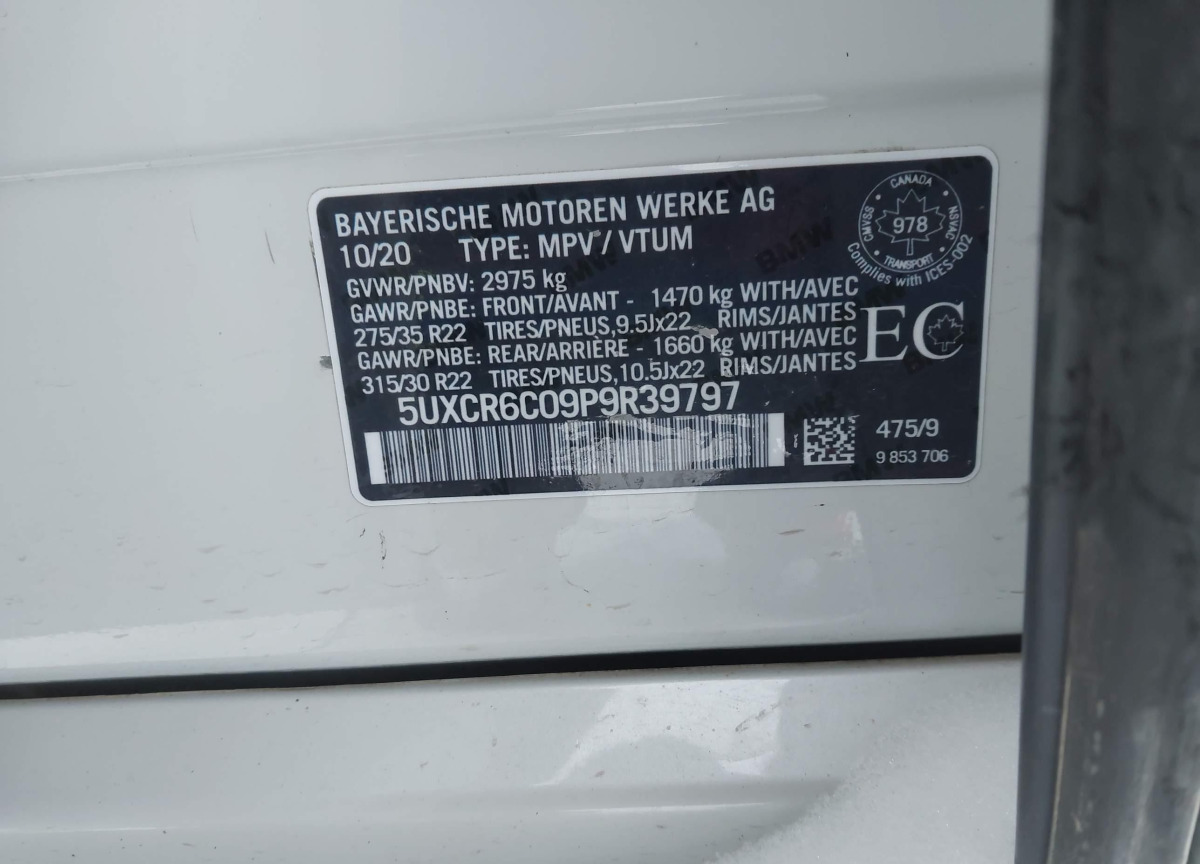 BAYERISCHE MOTOREN WERKE AG
10/20 TYPE: MPV / VTUM
GVWR/PNBV: 2975 kg
GAWR/PNBE: FRONT/AVANT - 1470 kg WITH/AVEC
275/35 R22 TIRES/PNEUS,9.5Jx22 RIMS/JANTES
GAWR/PNBE: REAR/ARRIÈRE - 1660 kg WITH/AVEC
315/30 R22 TIRES/PNEUS,10.5Jx22 RIMS/JANTES
5UXCR6C09P9R39797
CANADA
CMVSS 978 NSVAC
TRANSPORT
Complies with ICES-002
EC
475/9
9 853 706
BMW